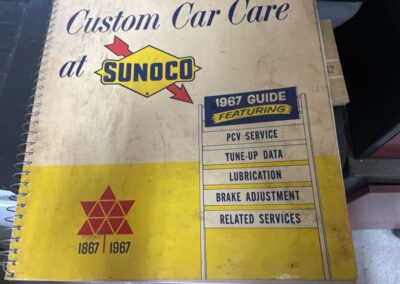 Custom Car Care
at SUNOCO
1967 GUIDE
FEATURING
PCV SERVICE
TUNE-UP DATA
LUBRICATION
BRAKE ADJUSTMENT
RELATED SERVICES
1867 1967